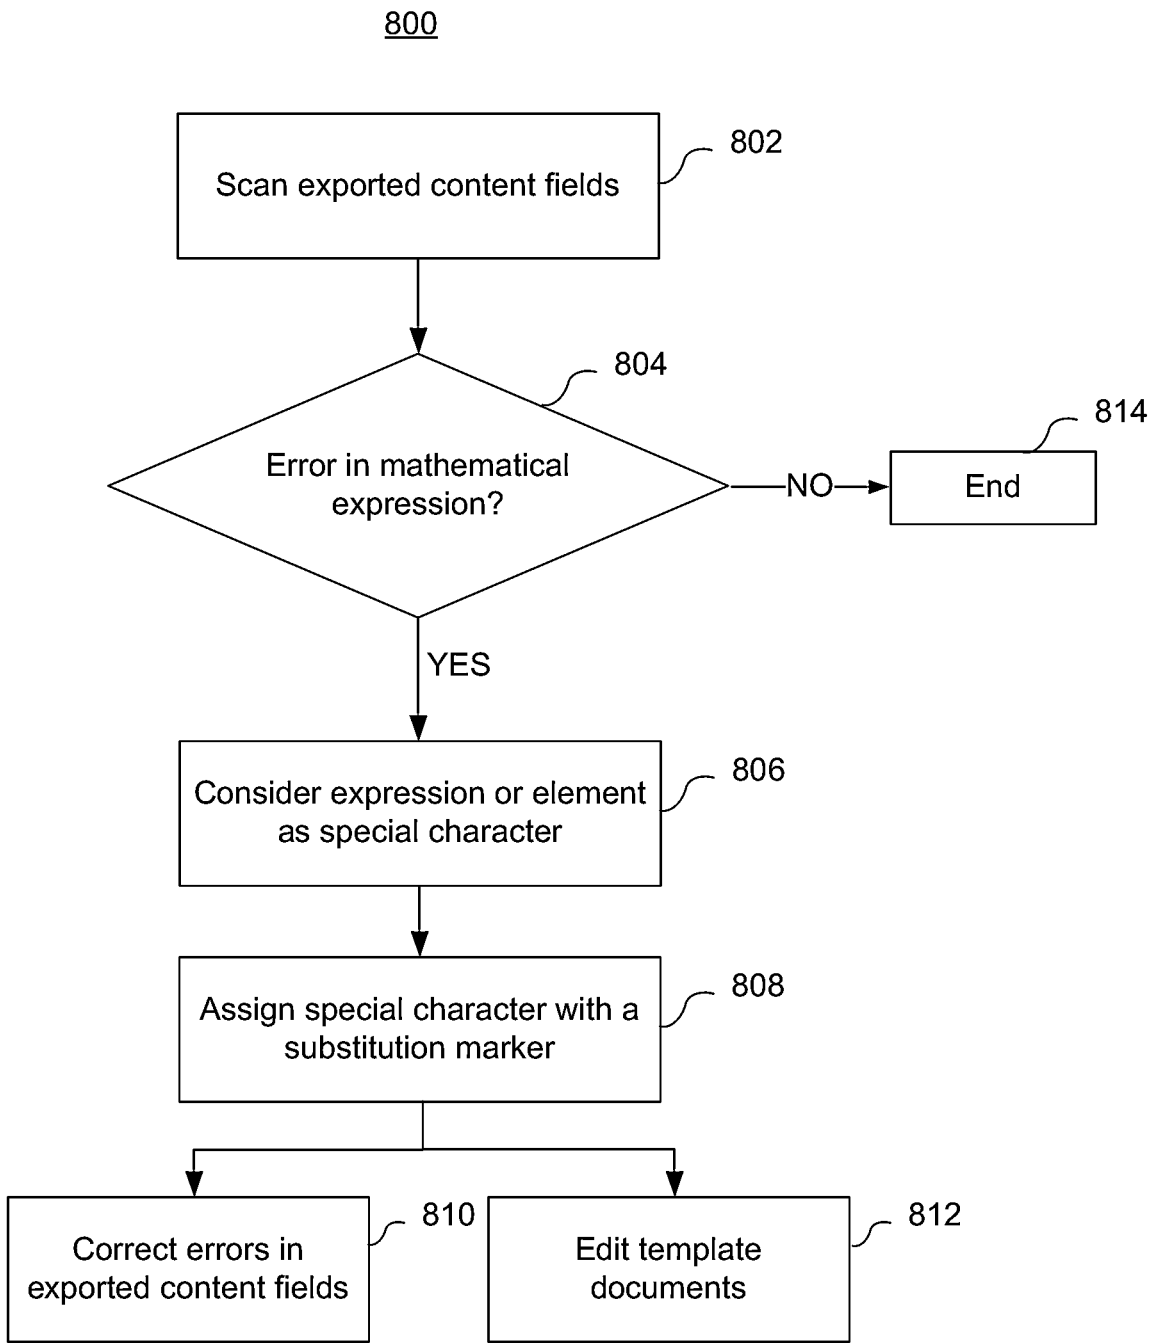 800
802
Scan exported content fields
804
Error in mathematical
expression?
NO
814
End
YES
806
Consider expression or element
as special character
808
Assign special character with a
substitution marker
810
Correct errors in
exported content fields
812
Edit template
documents